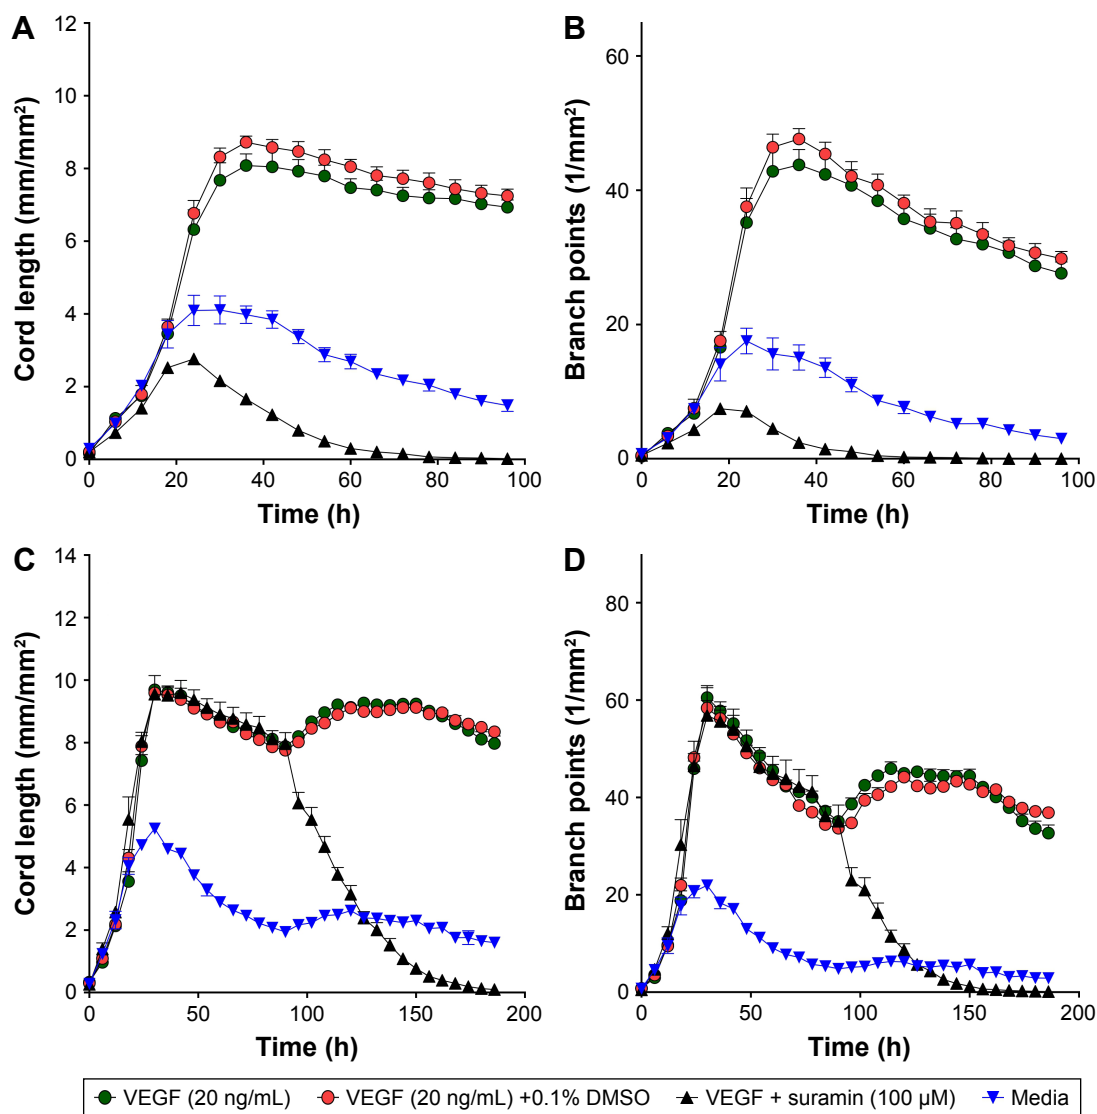 A
12
10
8
6
4
2
0
Cord length (mm/mm²)
0 20 40 60 80 100
Time (h)
B
60
40
20
0
Branch points (1/mm²)
0 20 40 60 80 100
Time (h)
C
14
12
10
8
6
4
2
0
Cord length (mm/mm²)
0 50 100 150 200
Time (h)
D
80
60
40
20
0
Branch points (1/mm²)
0 50 100 150 200
Time (h)
VEGF (20 ng/mL) VEGF (20 ng/mL) +0.1% DMSO VEGF + suramin (100 µM) Media